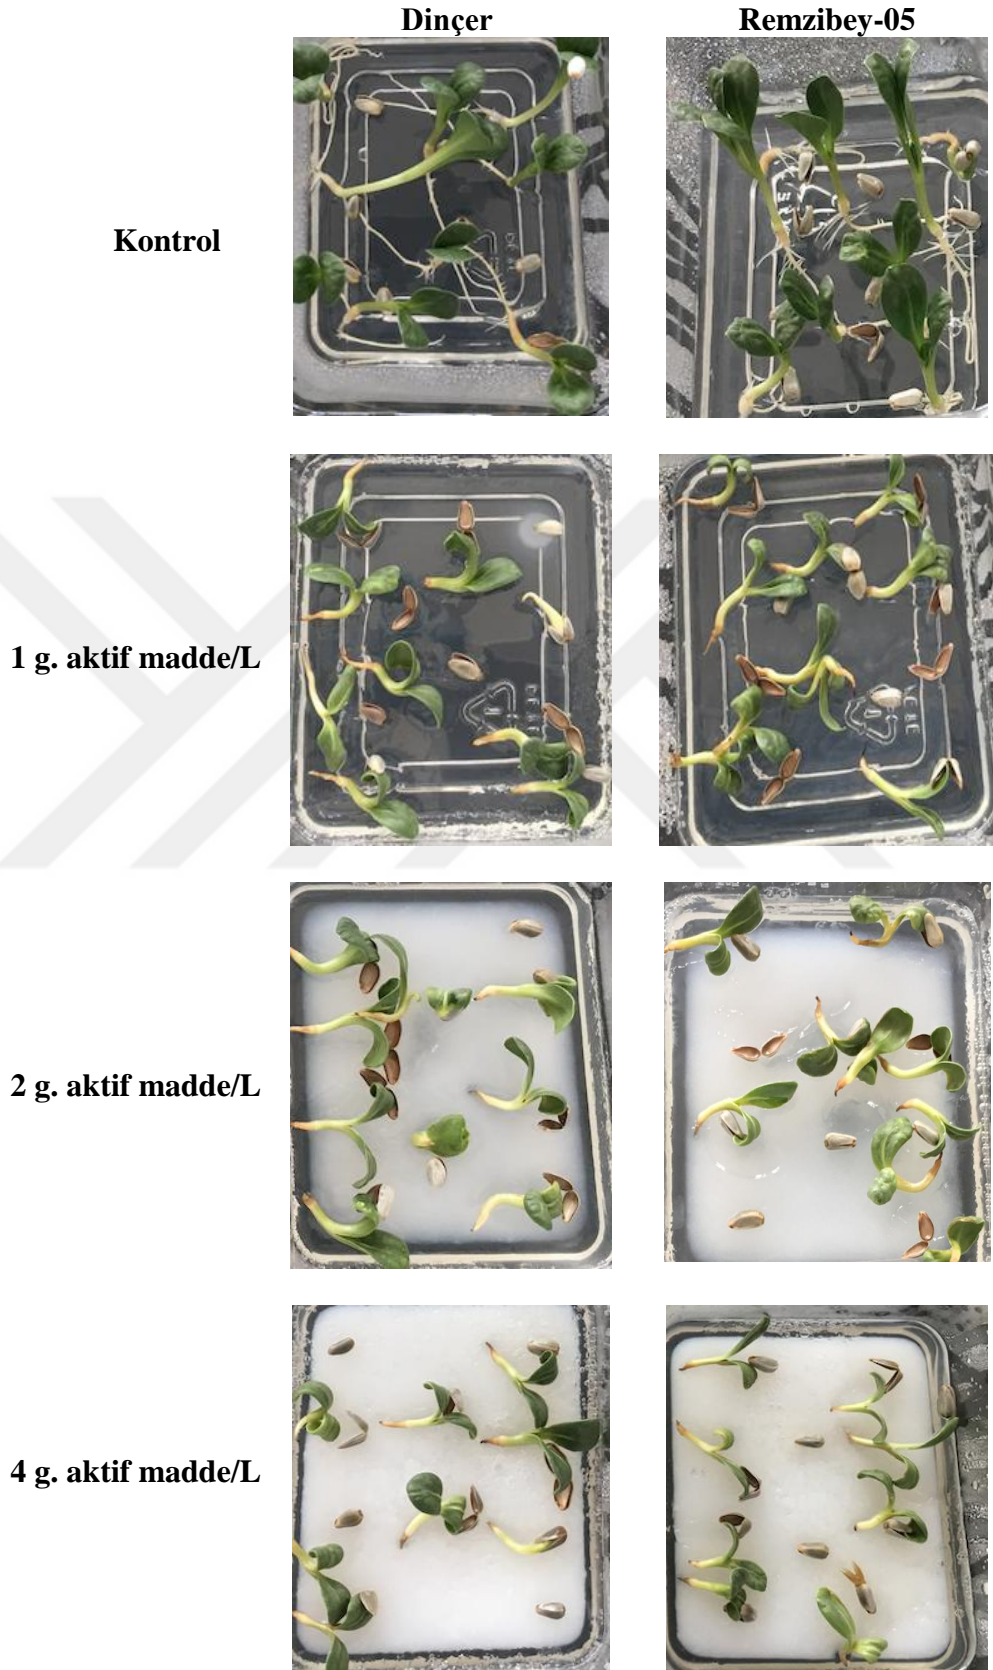 Dinçer Remzibey-05
Kontrol
1 g. aktif madde/L
2 g. aktif madde/L
4 g. aktif madde/L